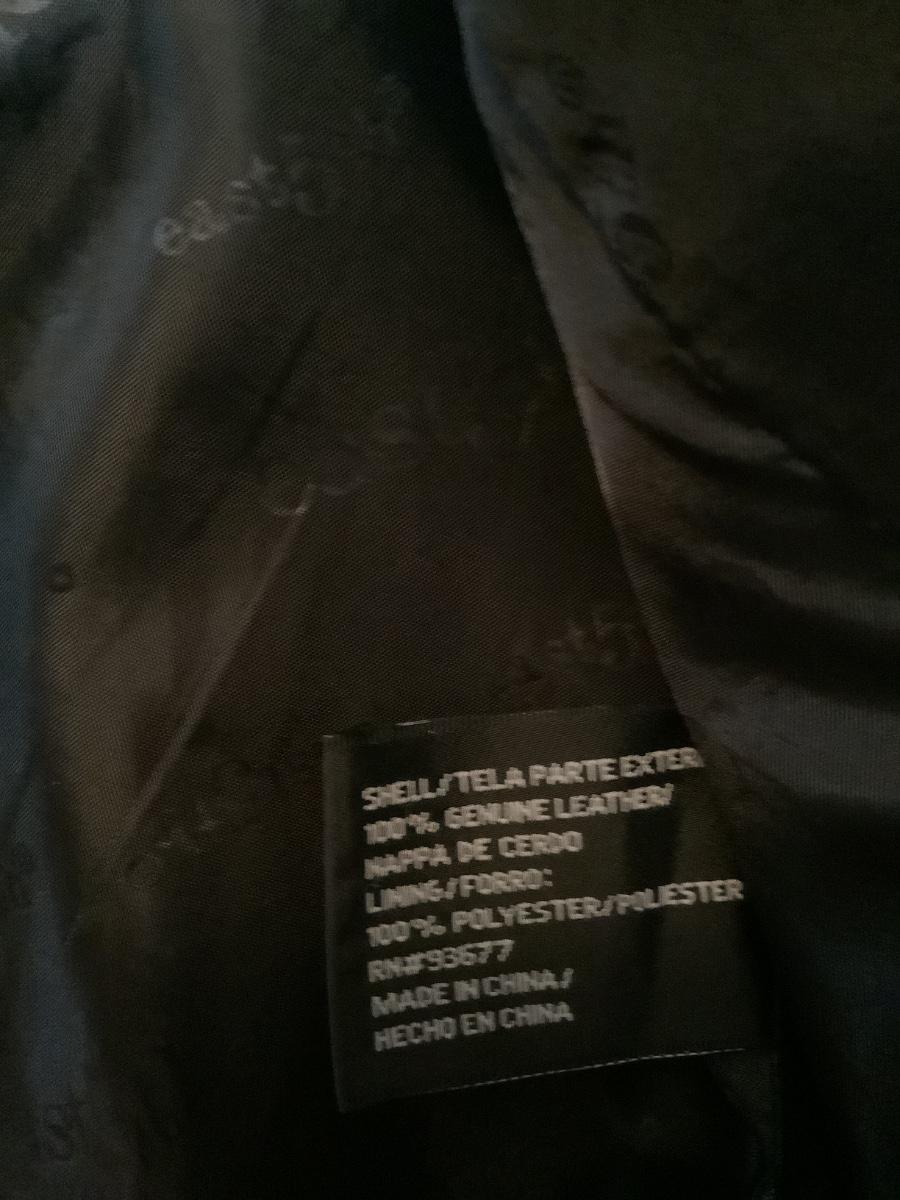 east5
SHELL/TELA PARTE
100% GENUINE LEATHER/
NAPPA DE CERDO
LINING/FORRO:
100% POLYESTER/POLIESTER
RN#93677
MADE IN CHINA/
HECHO EN CHINA